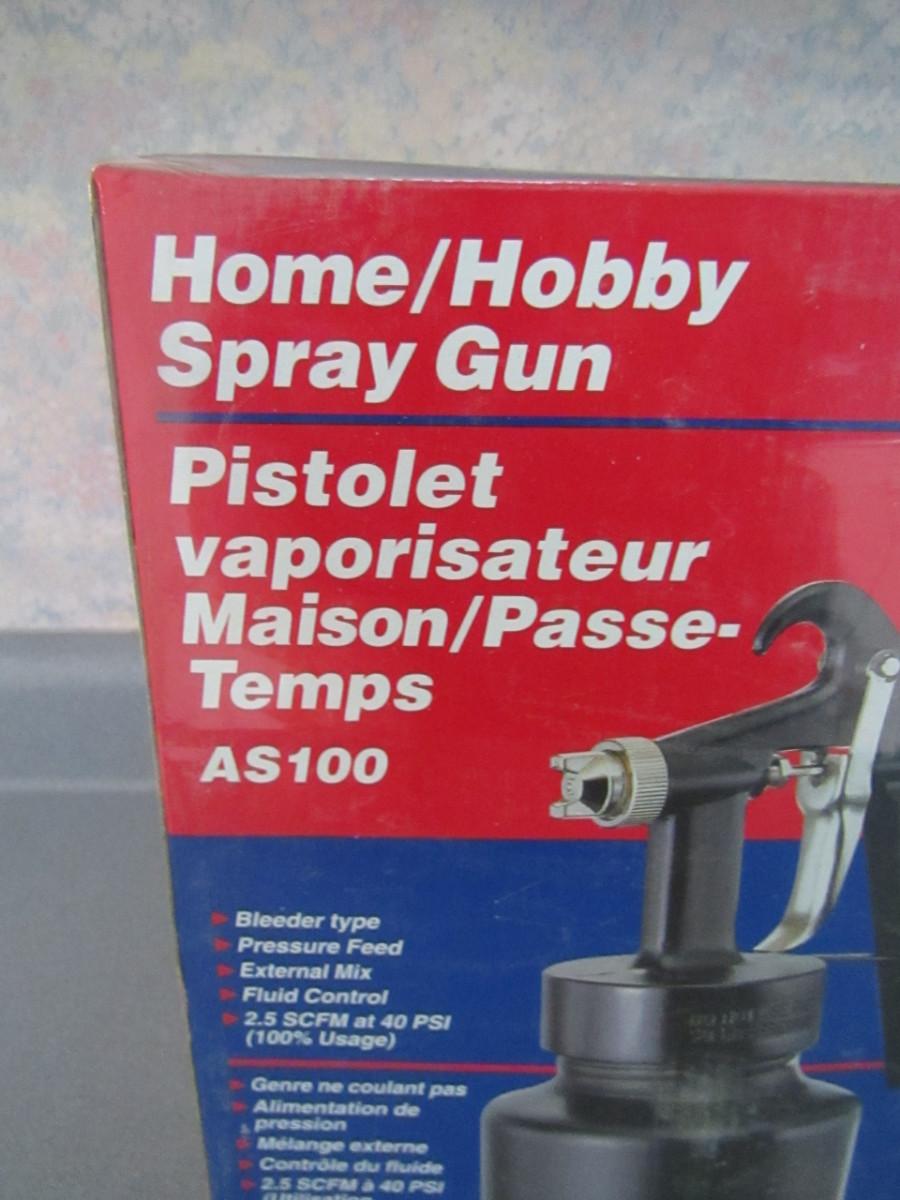 Home/Hobby
Spray Gun
Pistolet
vaporisateur
Maison/Passe-
Temps
AS100
Bleeder type
Pressure Feed
External Mix
Fluid Control
2.5 SCFM at 40 PSI
(100% Usage)
Genre ne coulant pas
Alimentation de
pression
Mélange externe
Contrôle du fluide
2.5 SCFM à 40 PSI
(Utilisation